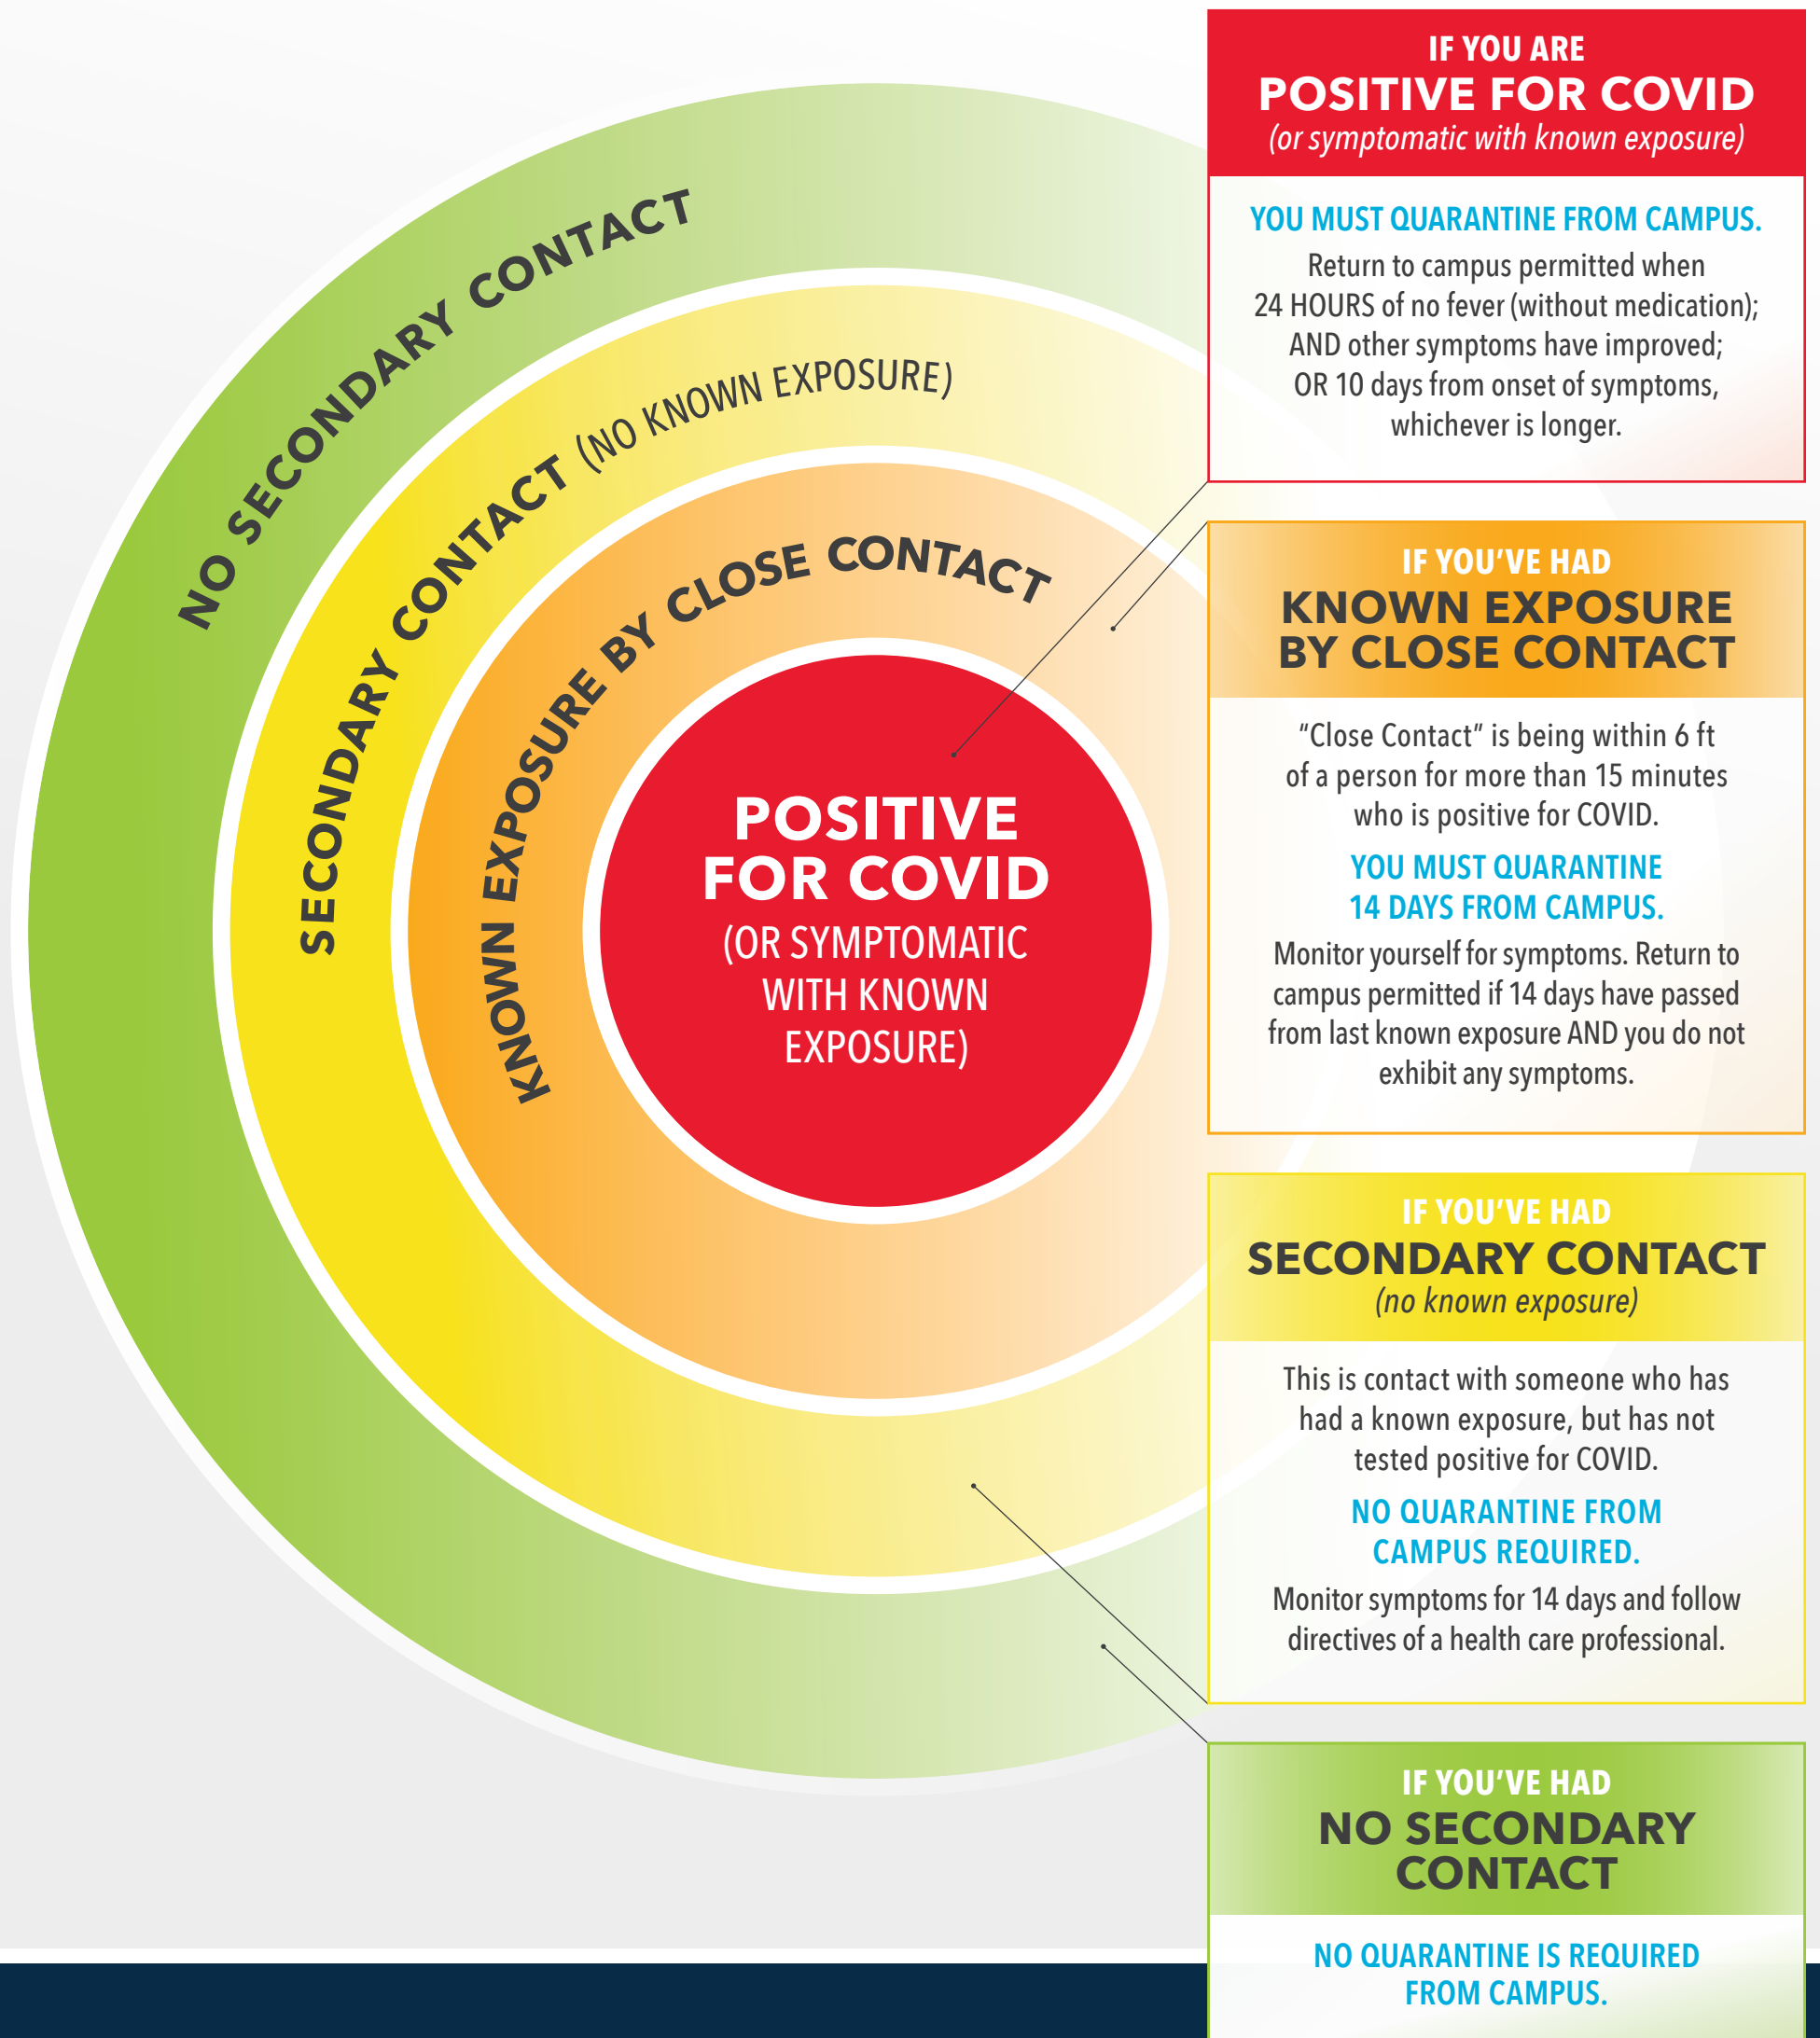 NO SECONDARY CONTACT
SECONDARY CONTACT (NO KNOWN EXPOSURE)
KNOWN EXPOSURE BY CLOSE CONTACT
POSITIVE
FOR COVID
(OR SYMPTOMATIC
WITH KNOWN
EXPOSURE)
IF YOU ARE
POSITIVE FOR COVID
(or symptomatic with known exposure)
YOU MUST QUARANTINE FROM CAMPUS.
Return to campus permitted when
24 HOURS of no fever (without medication);
AND other symptoms have improved;
OR 10 days from onset of symptoms,
whichever is longer.
IF YOU’VE HAD
KNOWN EXPOSURE
BY CLOSE CONTACT
“Close Contact” is being within 6 ft
of a person for more than 15 minutes
who is positive for COVID.
YOU MUST QUARANTINE
14 DAYS FROM CAMPUS.
Monitor yourself for symptoms. Return to
campus permitted if 14 days have passed
from last known exposure AND you do not
exhibit any symptoms.
IF YOU’VE HAD
SECONDARY CONTACT
(no known exposure)
This is contact with someone who has
had a known exposure, but has not
tested positive for COVID.
NO QUARANTINE FROM
CAMPUS REQUIRED.
Monitor symptoms for 14 days and follow
directives of a health care professional.
IF YOU’VE HAD
NO SECONDARY
CONTACT
NO QUARANTINE IS REQUIRED
FROM CAMPUS.